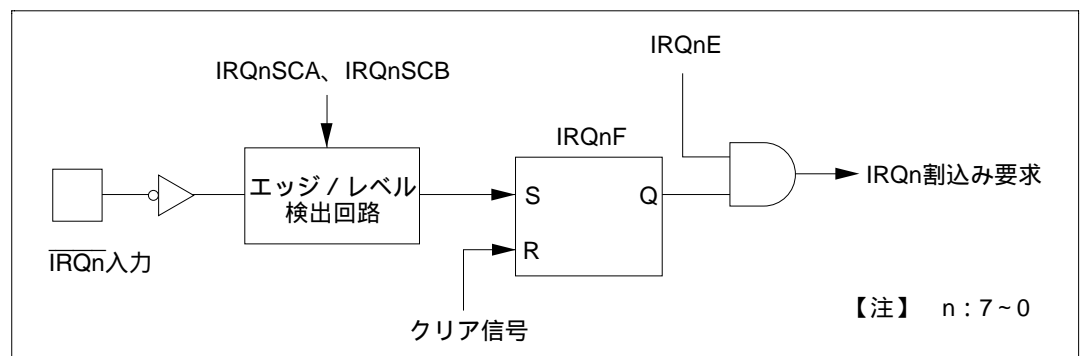 IRQnE
IRQnSCA、IRQnSCB
IRQnF
エッジ / レベル
検出回路
S
Q
R
IRQn割込み要求
IRQn入力
クリア信号
【注】 n : 7~0